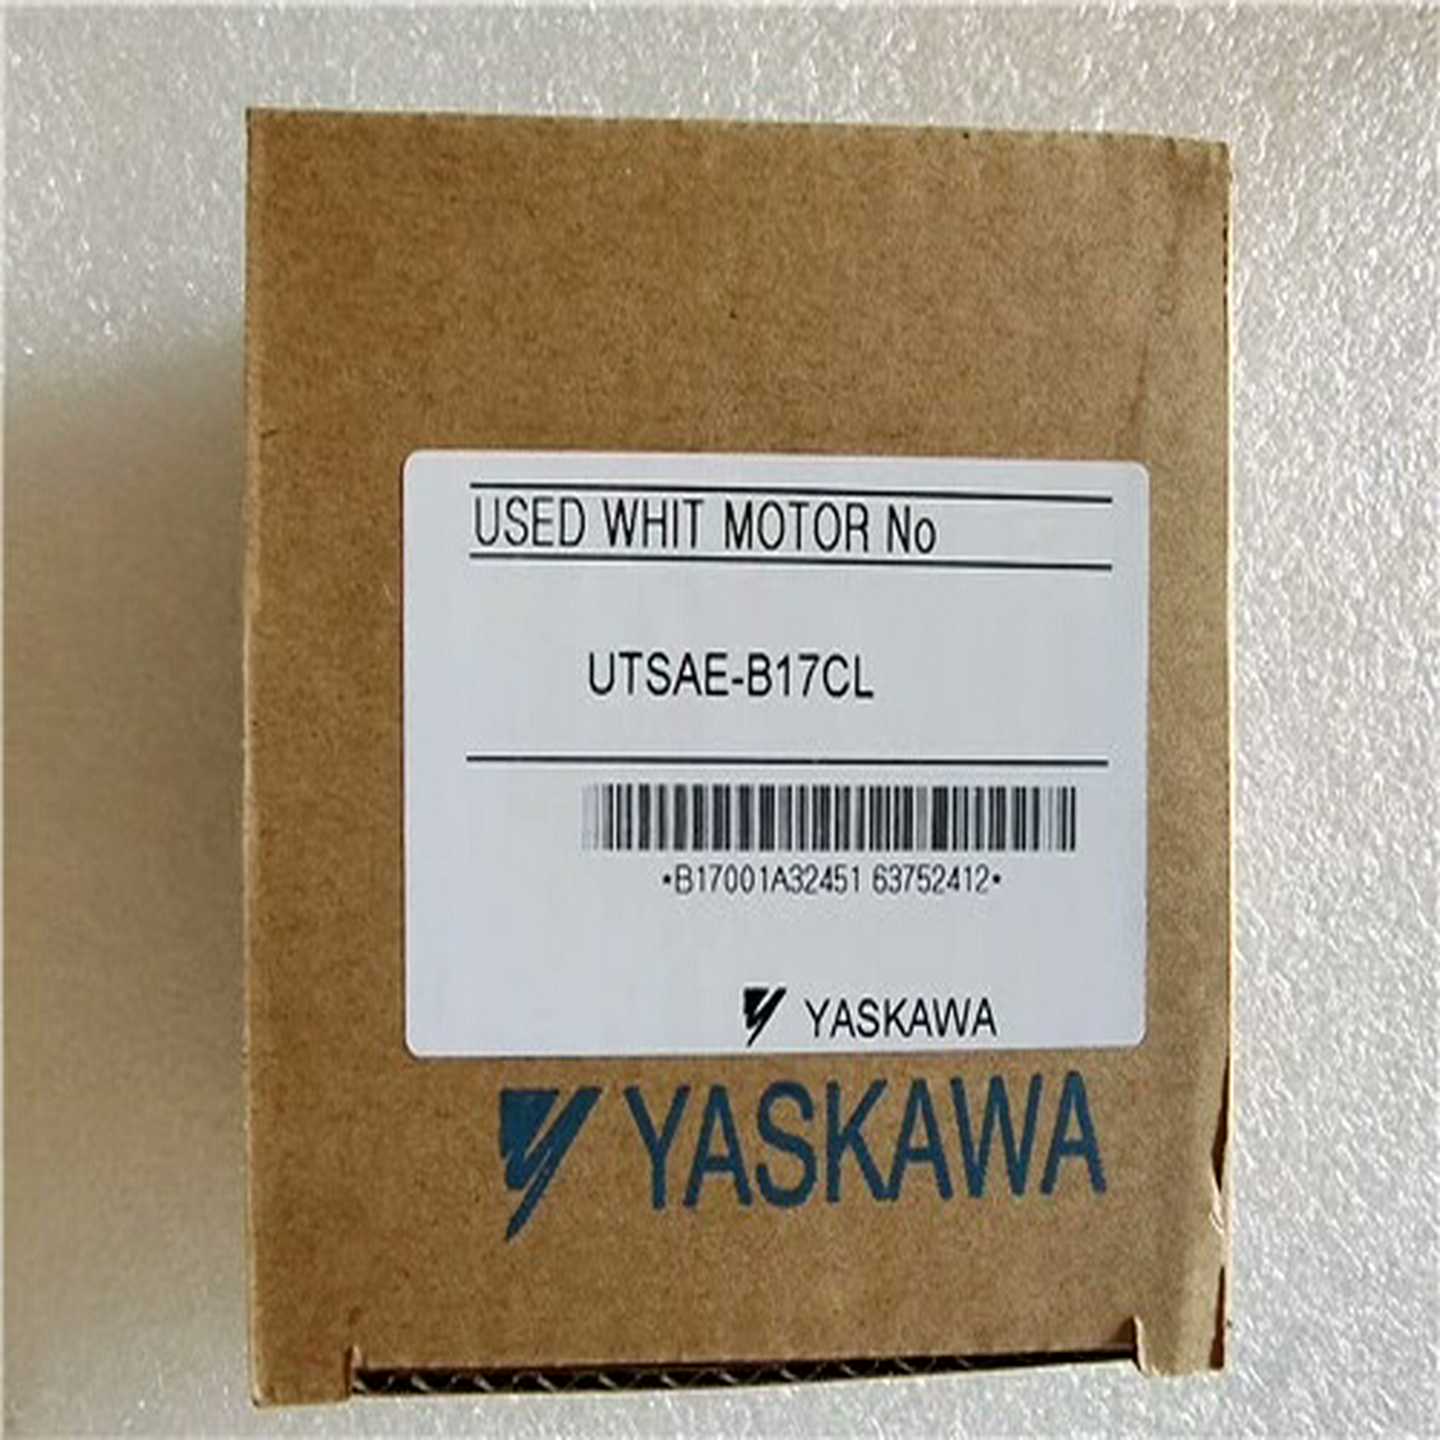 USED WHIT MOTOR No
UTSAE-B17CL
•B17001A32451 63752412•
YASKAWA
YASKAWA